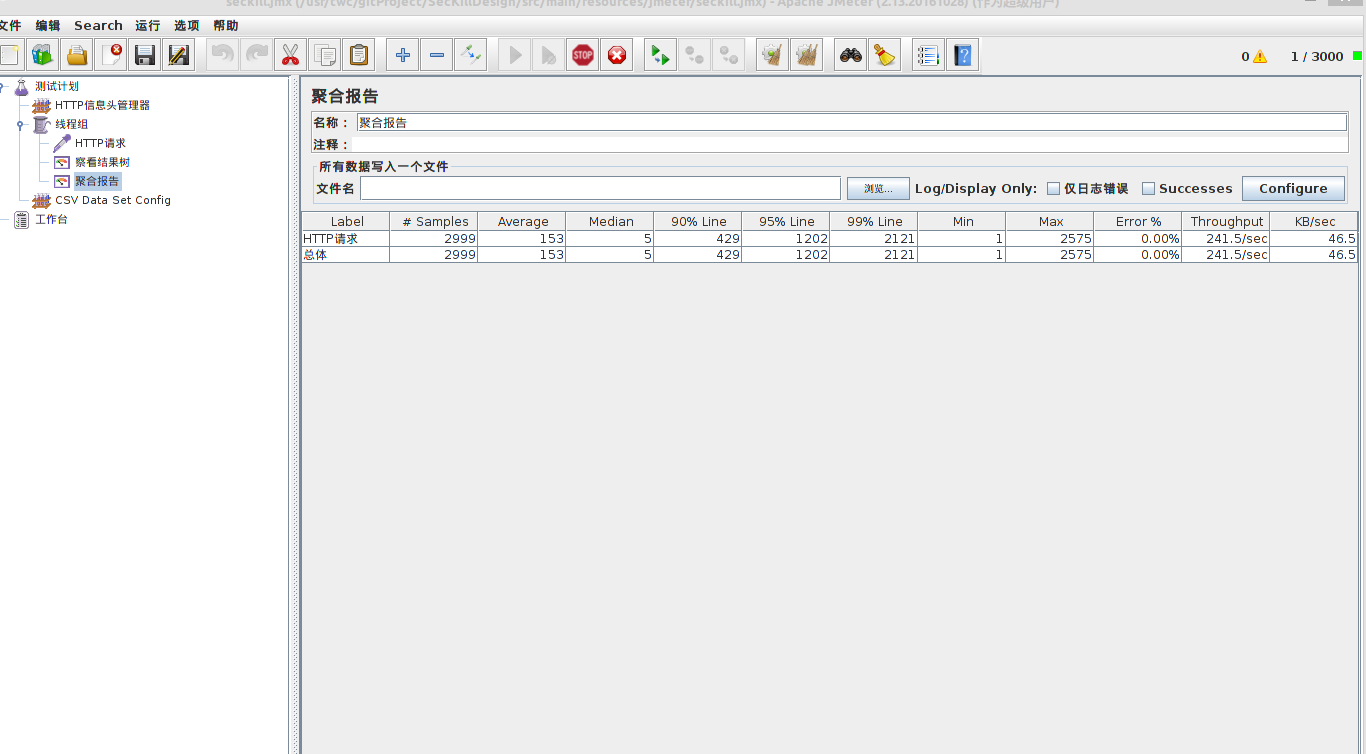 seckill.jmx (/usr/twc/gitProject/SecKillDesign/src/main/resources/jmeter/seckill.jmx) - Apache JMeter (2.13.20161028) (作为超级用户)
文件 编辑 Search 运行 选项 帮助
STOP
0 1 / 3000
测试计划
HTTP信息头管理器
线程组
HTTP请求
察看结果树
聚合报告
CSV Data Set Config
工作台
聚合报告
名称： 聚合报告
注释：
所有数据写入一个文件
文件名 浏览... Log/Display Only: 仅日志错误 Successes Configure
Label # Samples Average Median 90% Line 95% Line 99% Line Min Max Error % Throughput KB/sec
HTTP请求 2999 153 5 429 1202 2121 1 2575 0.00% 241.5/sec 46.5
总体 2999 153 5 429 1202 2121 1 2575 0.00% 241.5/sec 46.5